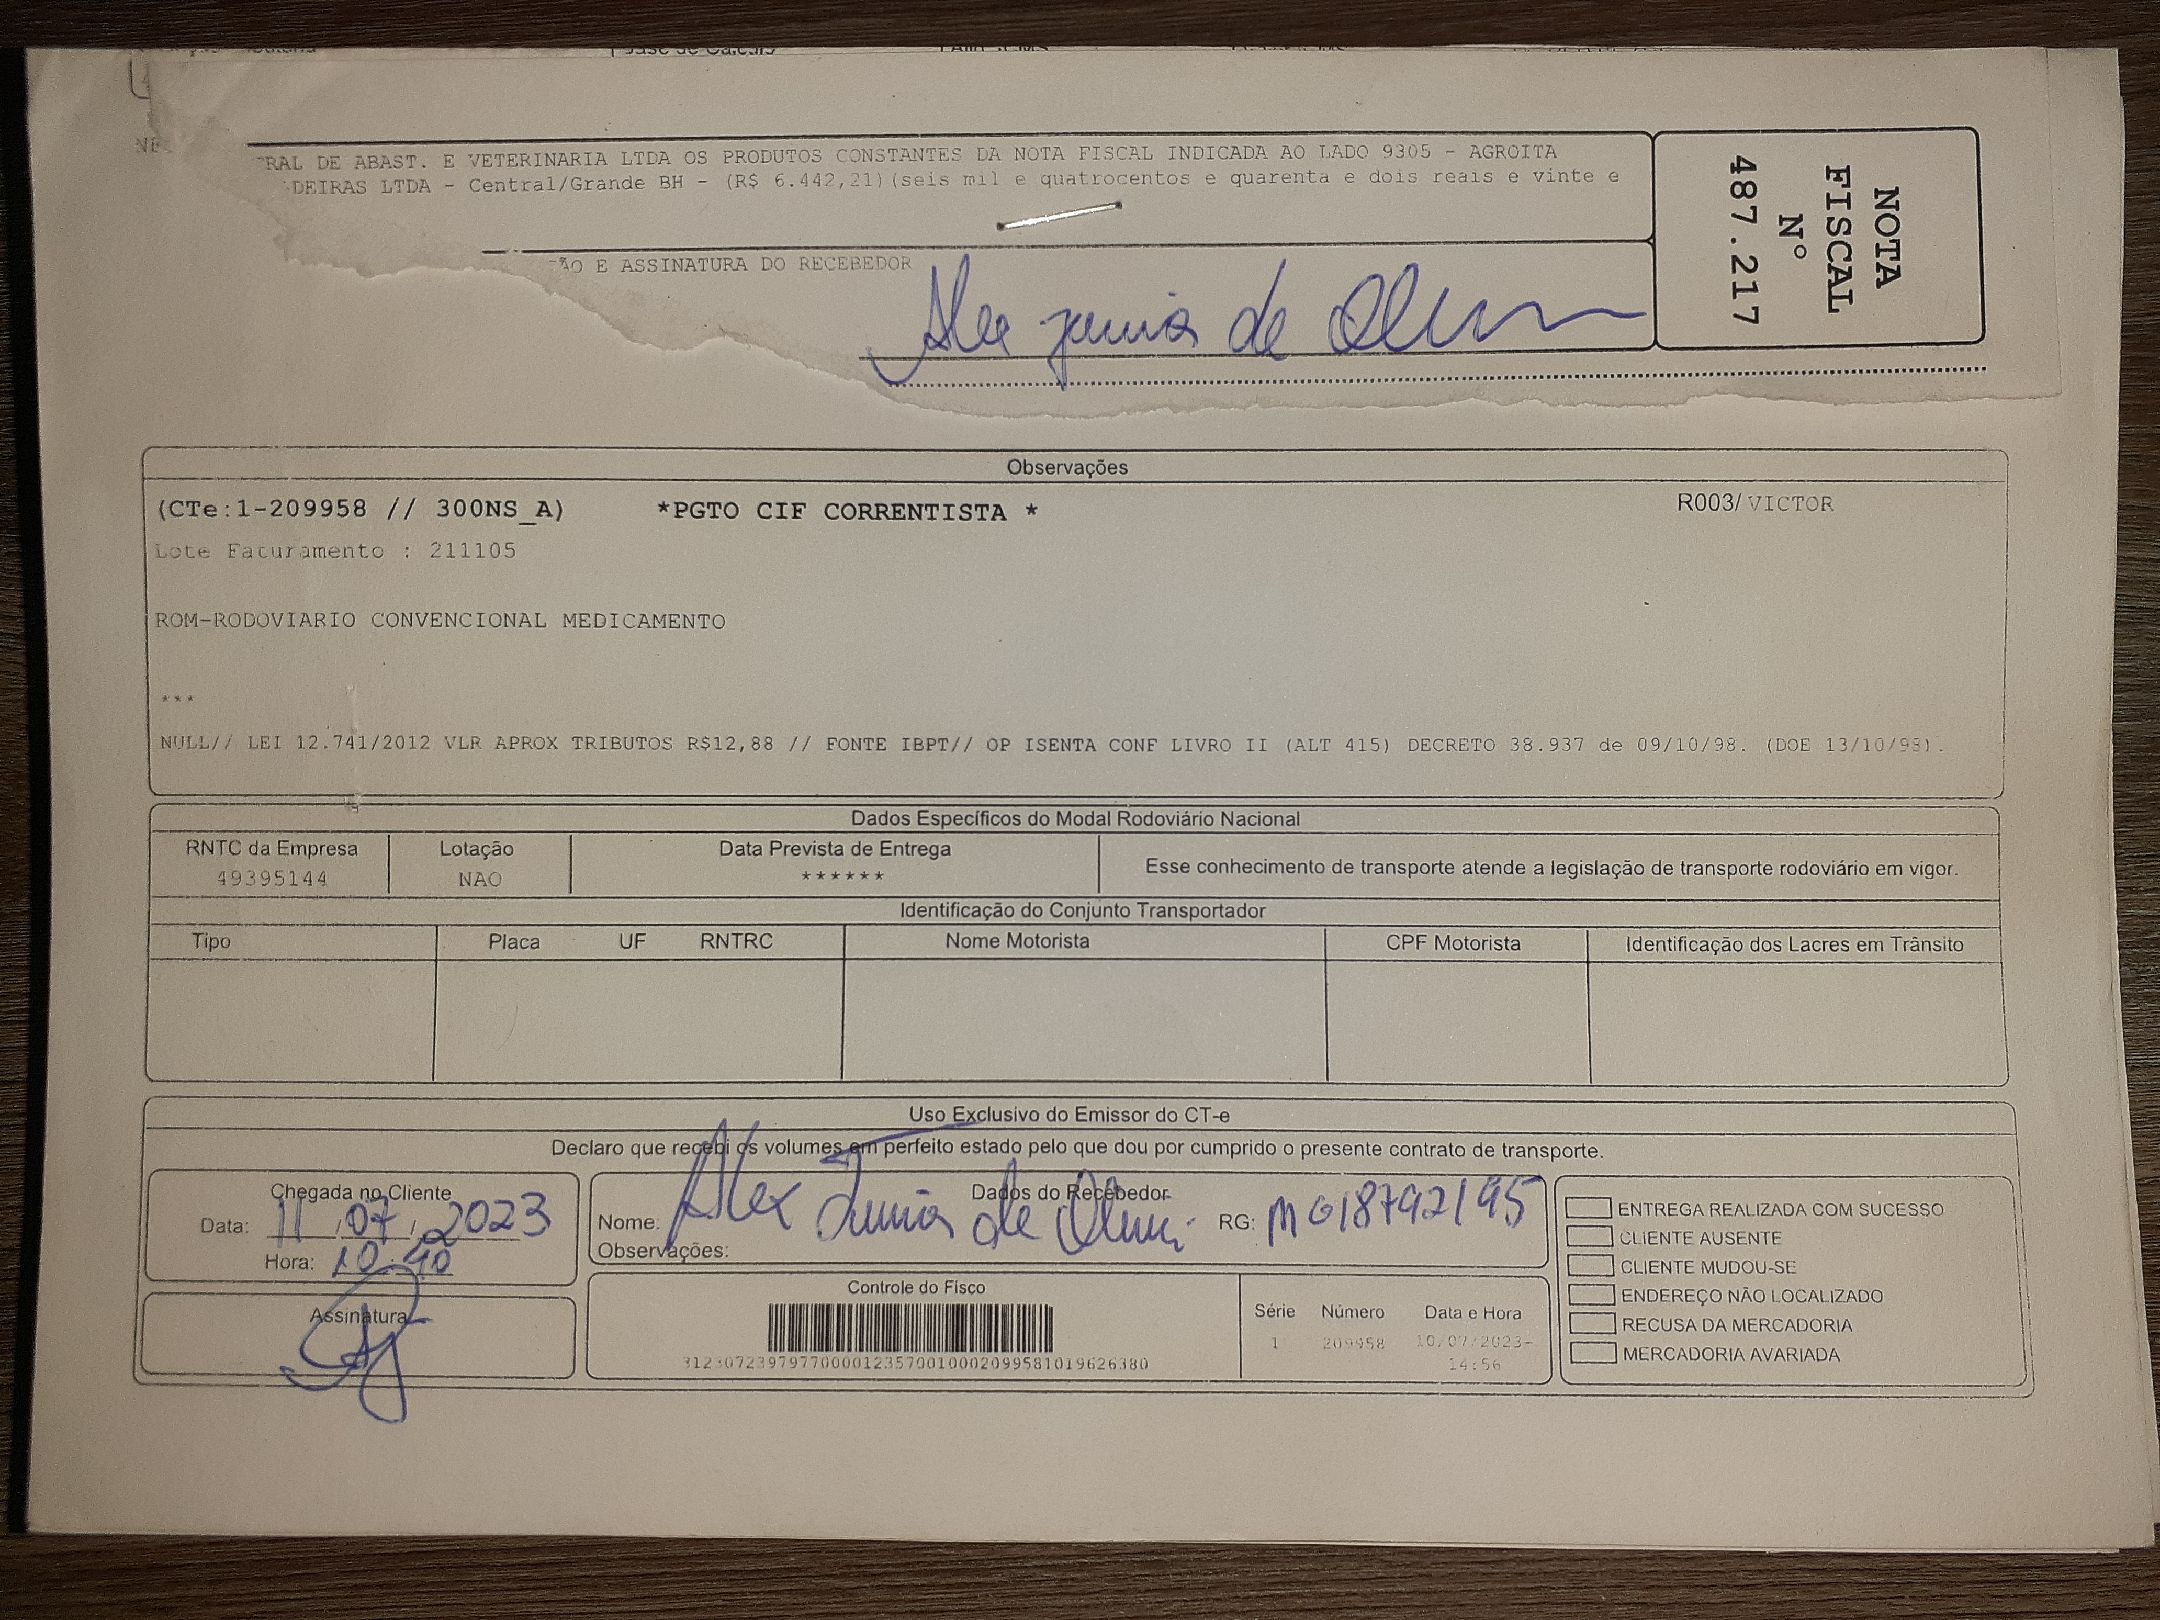 RAL DE ABAST. E VETERINARIA LTDA OS PRODUTOS CONSTANTES DA NOTA FISCAL INDICADA AO LADO 9305 - AGROITA
DEIRAS LTDA - Central/Grande BH - (R$ 6.442,21)(seis mil e quatrocentos e quarenta e dois reais e vinte e
NOTA
FISCAL
Nº
487.217
ÃO E ASSINATURA DO RECEBEDOR
Alex Junio de
Observações
(CTe:1-209958 // 300NS_A) *PGTO CIF CORRENTISTA * R003/ VICTOR
Lote Faturamento : 211105
ROM-RODOVIARIO CONVENCIONAL MEDICAMENTO
***
NULL// LEI 12.741/2012 VLR APROX TRIBUTOS R$12,88 // FONTE IBPT// OP ISENTA CONF LIVRO II (ALT 415) DECRETO 38.937 de 09/10/98. (DOE 13/10/98).
Dados Específicos do Modal Rodoviário Nacional
RNTC da Empresa Lotação Data Prevista de Entrega
49395144 NAO ******
Esse conhecimento de transporte atende a legislação de transporte rodoviário em vigor.
Identificação do Conjunto Transportador
Tipo Placa UF RNTRC Nome Motorista CPF Motorista Identificação dos Lacres em Trânsito
Uso Exclusivo do Emissor do CT-e
Declaro que recebi os volumes em perfeito estado pelo que dou por cumprido o presente contrato de transporte.
Chegada no Cliente
Data: 11/07/2023
Hora: 10:40
Assinatura
Dados do Recebedor
Nome: Alex Junio de RG: MG18792195
Observações:
Controle do Fisco
31230723979770000123570010002099581019626380
Série Número Data e Hora
1 209958 10/07/2023-
14:56
ENTREGA REALIZADA COM SUCESSO
CLIENTE AUSENTE
CLIENTE MUDOU-SE
ENDEREÇO NÃO LOCALIZADO
RECUSA DA MERCADORIA
MERCADORIA AVARIADA